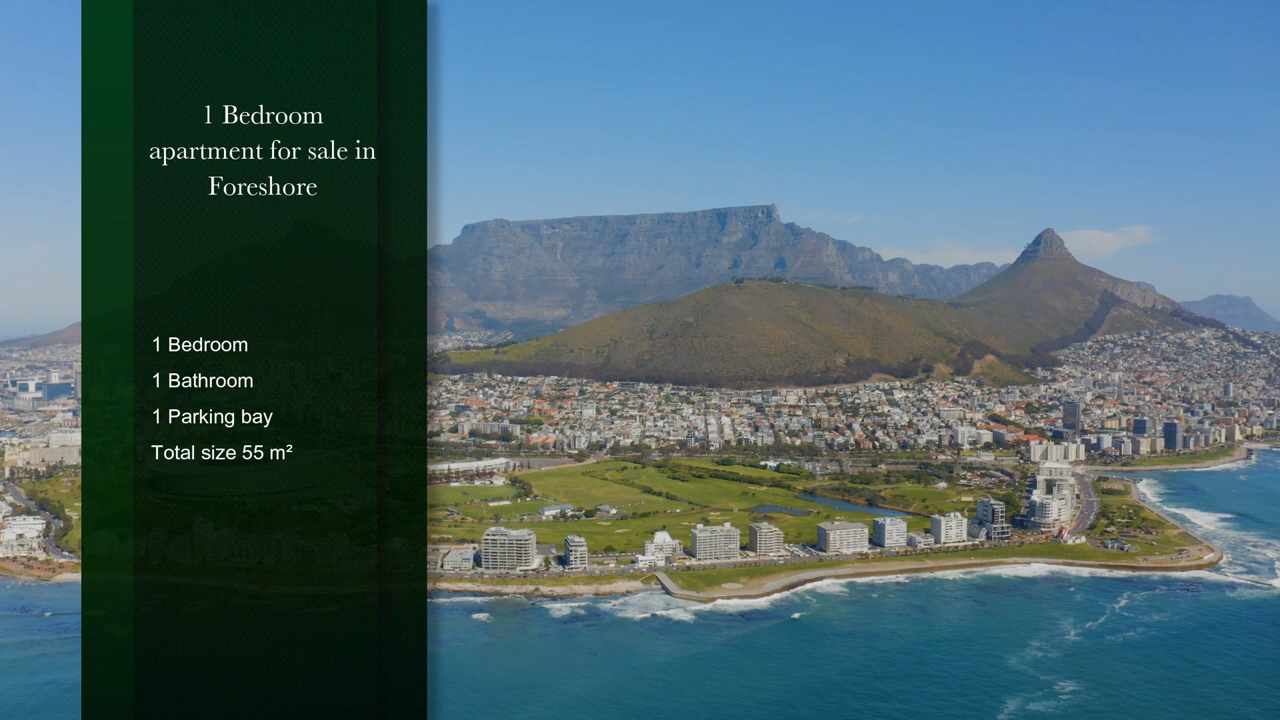 1 Bedroom
apartment for sale in
Foreshore
1 Bedroom
1 Bathroom
1 Parking bay
Total size 55 m²